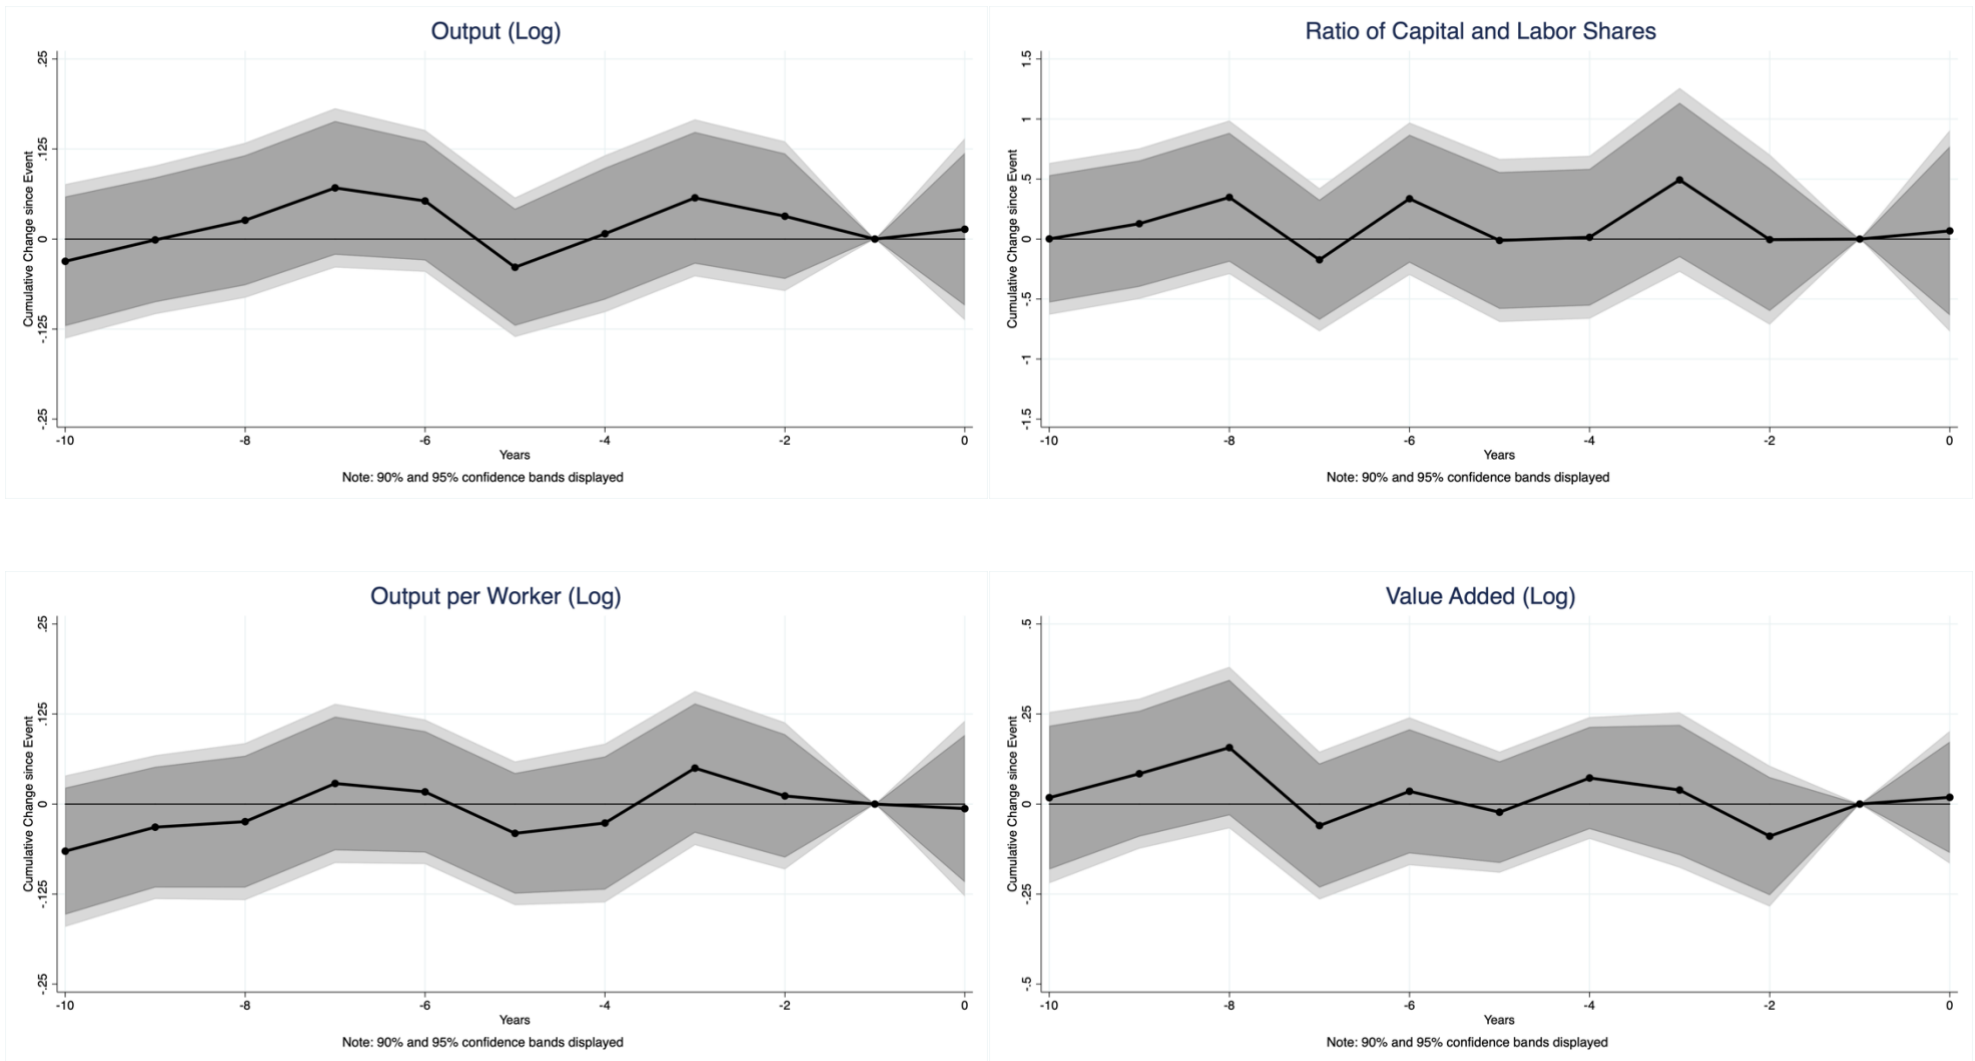 Output (Log)
Cumulative Change since Event
.25
.125
0
-.125
-.25
-10
-8
-6
-4
-2
0
Years
Note: 90% and 95% confidence bands displayed
Ratio of Capital and Labor Shares
Cumulative Change since Event
1.5
1
.5
0
-.5
-1
-1.5
-10
-8
-6
-4
-2
0
Years
Note: 90% and 95% confidence bands displayed
Output per Worker (Log)
Cumulative Change since Event
.25
.125
0
-.125
-.25
-10
-8
-6
-4
-2
0
Years
Note: 90% and 95% confidence bands displayed
Value Added (Log)
Cumulative Change since Event
.5
.25
0
-.25
-.5
-10
-8
-6
-4
-2
0
Years
Note: 90% and 95% confidence bands displayed